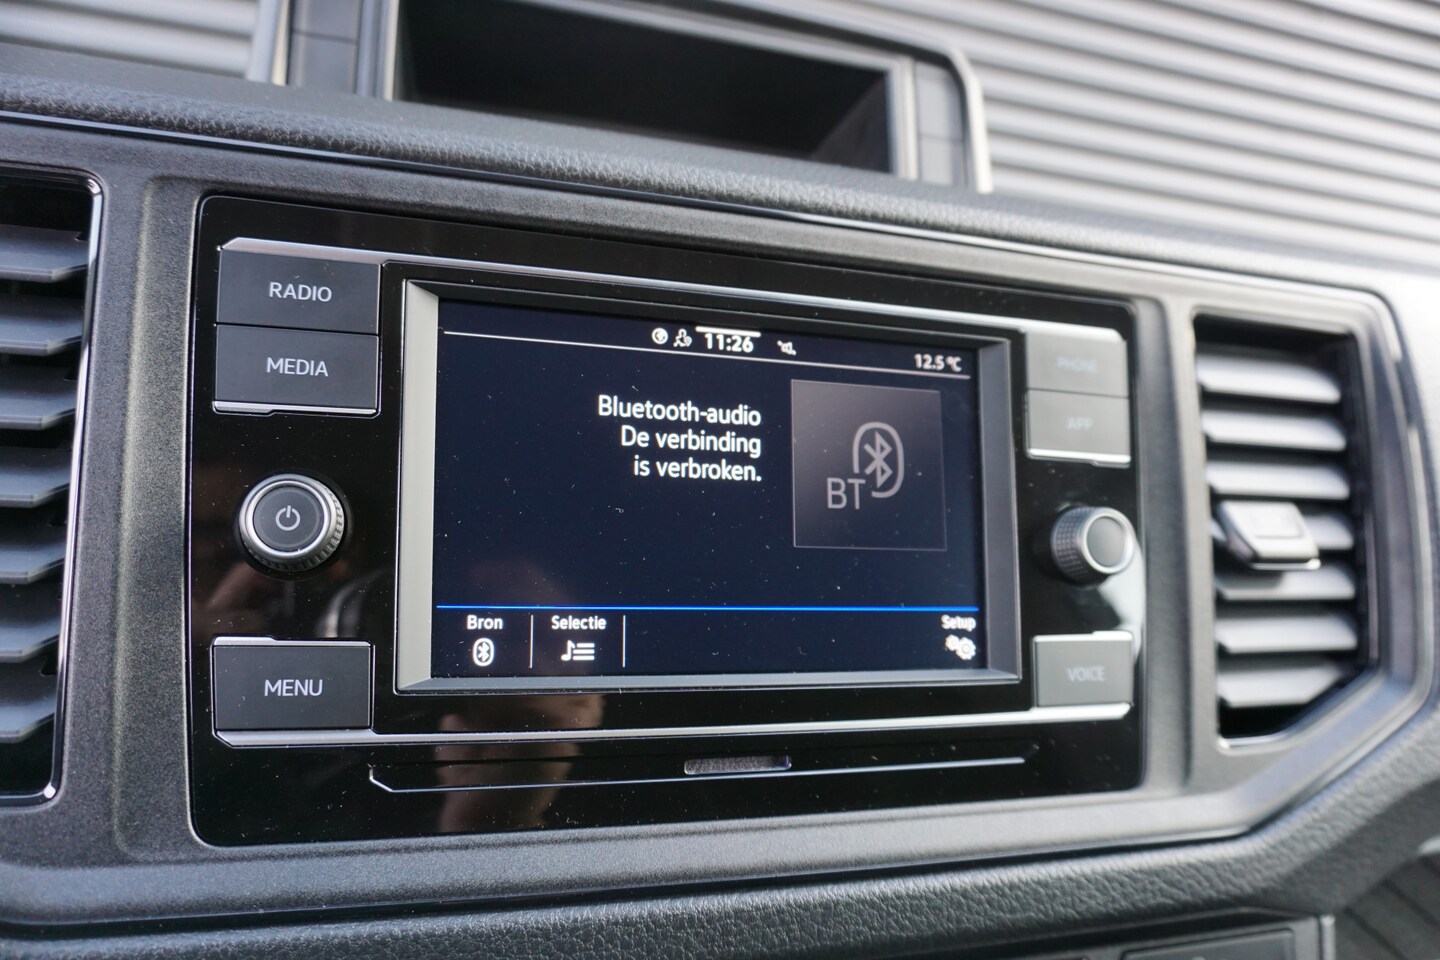 RADIO
MEDIA
MENU
11:26
12.5°C
Bluetooth-audio
De verbinding
is verbroken.
BT
Bron
Selectie
Setup
PHONE
APP
VOICE